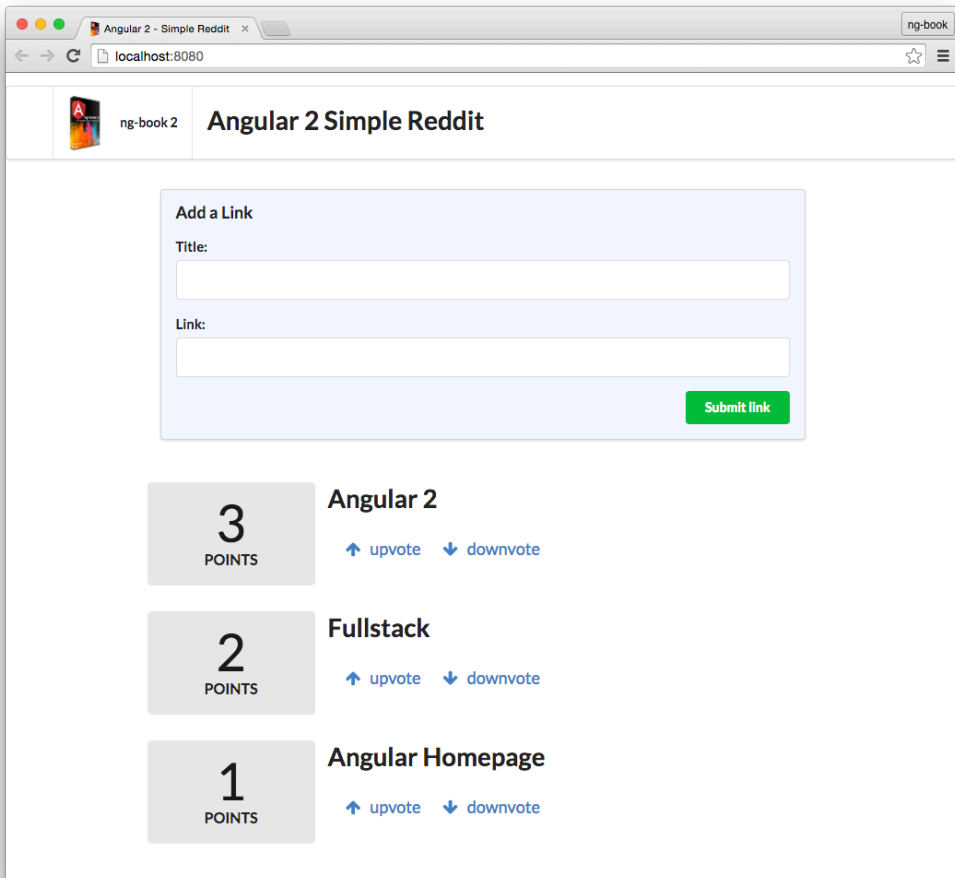 Angular 2 - Simple Reddit
ng-book
localhost:8080
ng-book 2
Angular 2 Simple Reddit
Add a Link
Title:
Link:
Submit link
3
POINTS
Angular 2
upvote downvote
2
POINTS
Fullstack
upvote downvote
1
POINTS
Angular Homepage
upvote downvote